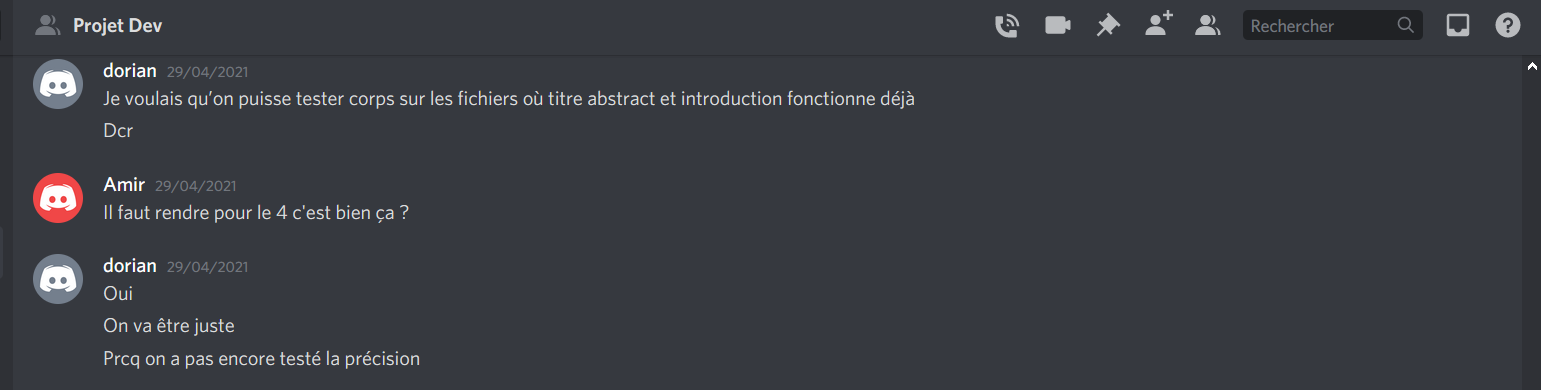 Projet Dev
Rechercher
dorian 29/04/2021
Je voulais qu’on puisse tester corps sur les fichiers où titre abstract et introduction fonctionne déjà
Dcr
Amir 29/04/2021
Il faut rendre pour le 4 c'est bien ça ?
dorian 29/04/2021
Oui
On va être juste
Prcq on a pas encore testé la précision